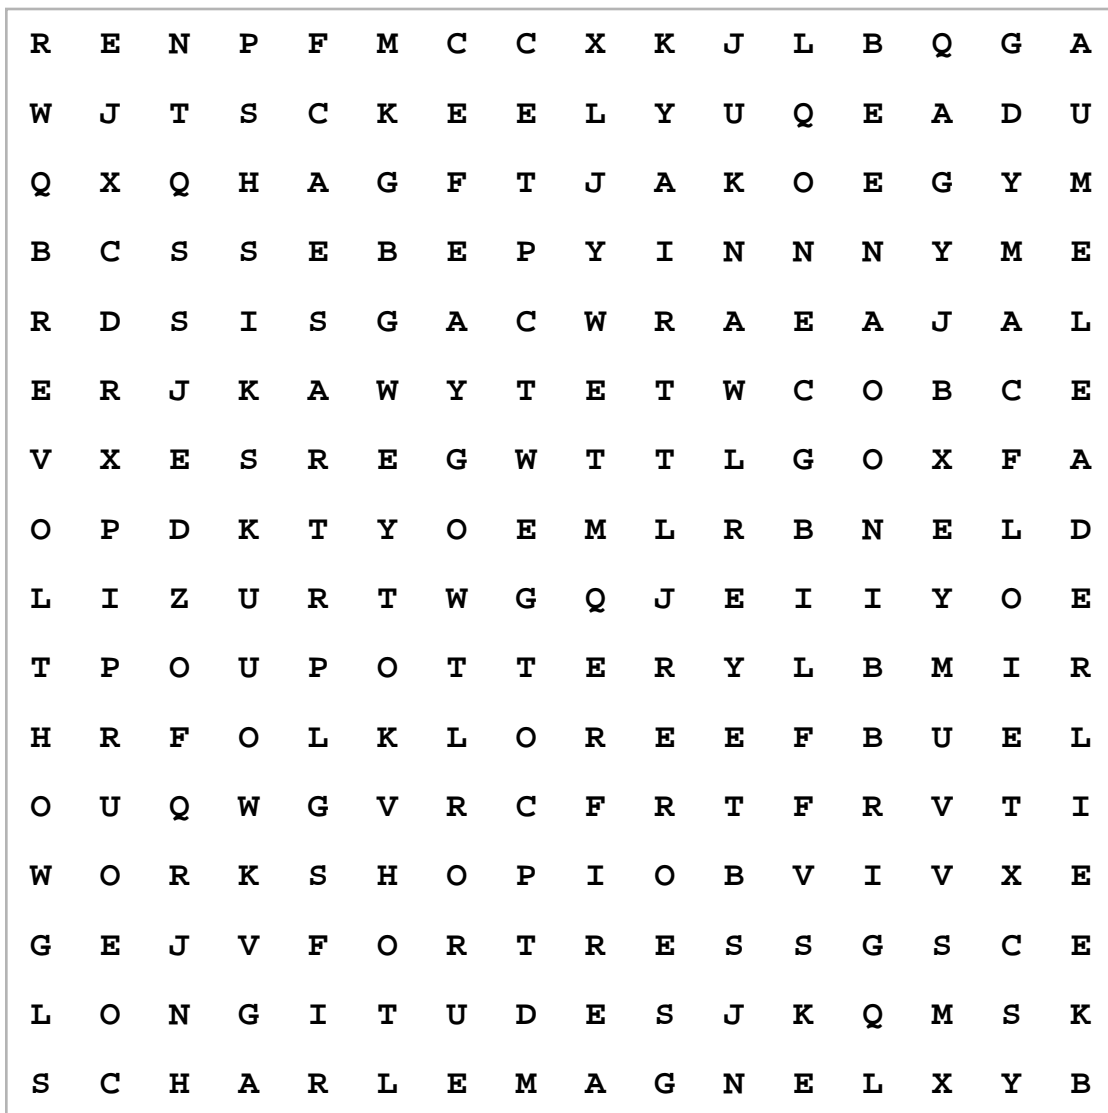 R E N P F M C C X K J L B Q G A
W J T S C K E E L Y U Q E A D U
Q X Q H A G F T J A K O E G Y M
B C S S E B E P Y I N N N Y M E
R D S I S G A C W R A E A J A L
E R J K A W Y T E T W C O B C E
V X E S R E G W T T L G O X F A
O P D K T Y O E M L R B N E L D
L I Z U R T W G Q J E I I Y O E
T P O U P O T T E R Y L B M I R
H R F O L K L O R E E F B U E L
O U Q W G V R C F R T F R V T I
W O R K S H O P I O B V I V X E
G E J V F O R T R E S S G S C E
L O N G I T U D E S J K Q M S K
S C H A R L E M A G N E L X Y B